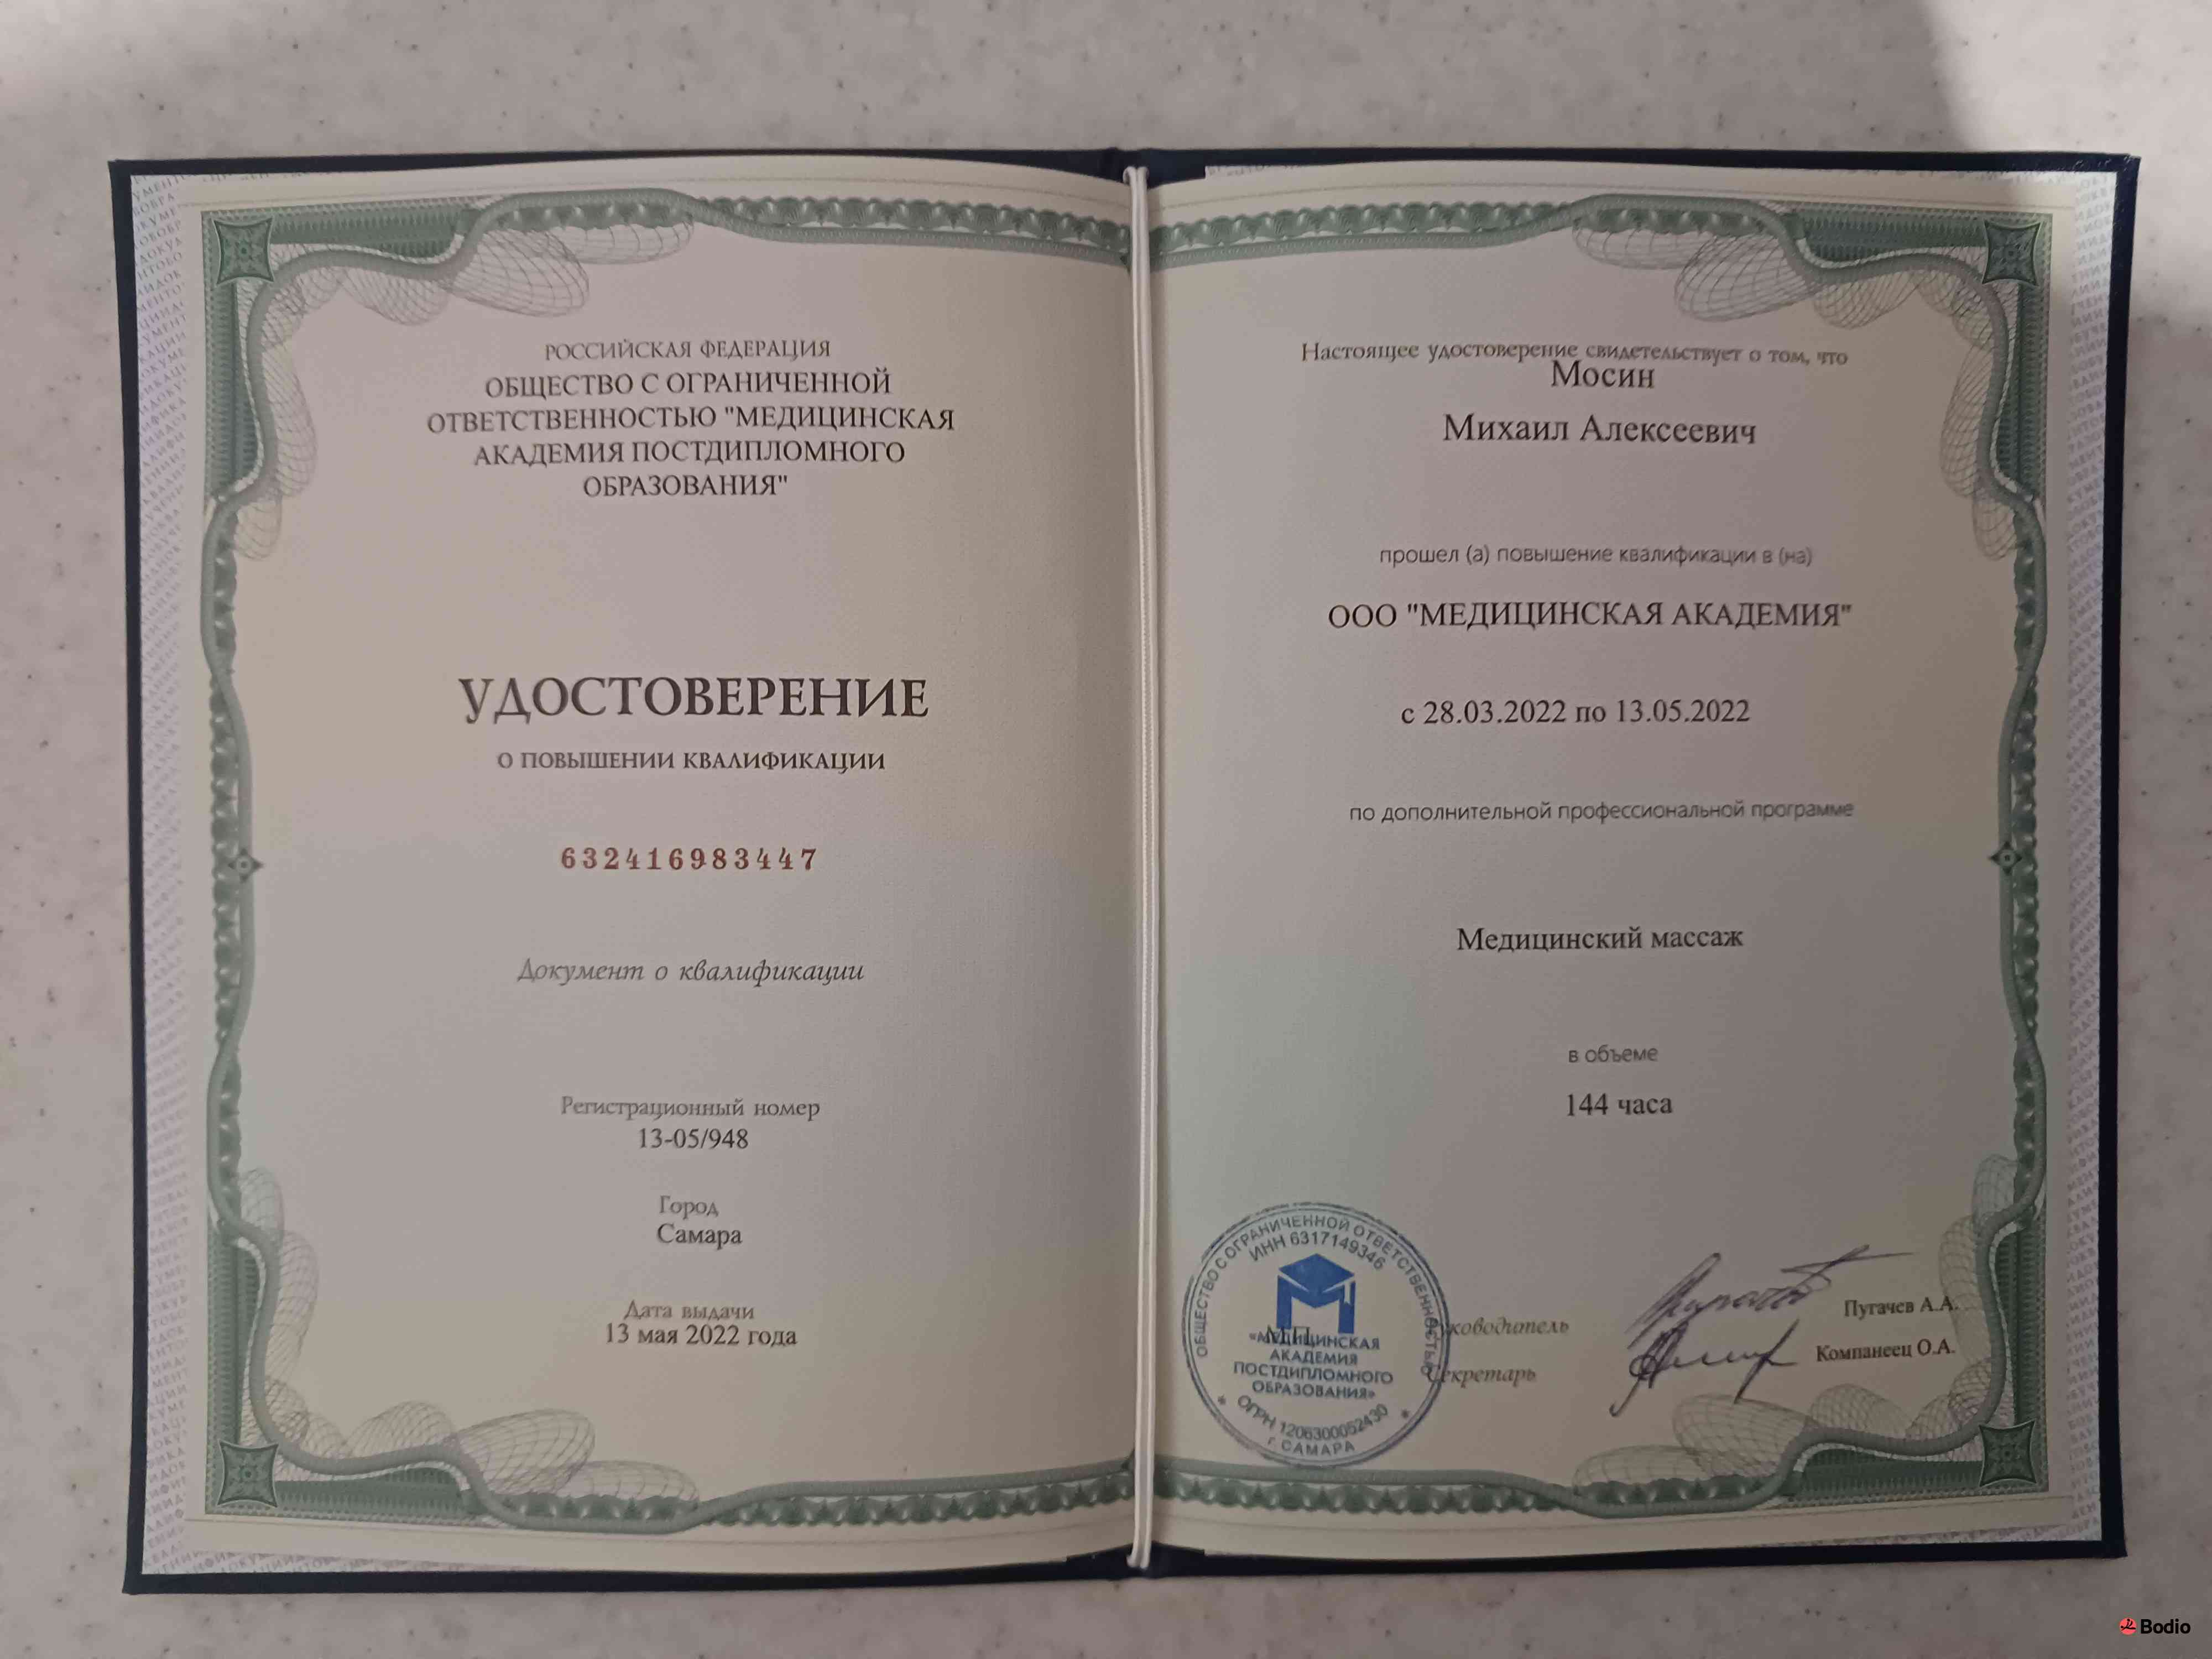 РОССИЙСКАЯ ФЕДЕРАЦИЯ
ОБЩЕСТВО С ОГРАНИЧЕННОЙ
ОТВЕТСТВЕННОСТЬЮ "МЕДИЦИНСКАЯ
АКАДЕМИЯ ПОСТДИПЛОМНОГО
ОБРАЗОВАНИЯ"
УДОСТОВЕРЕНИЕ
О ПОВЫШЕНИИ КВАЛИФИКАЦИИ
632416983447
Документ о квалификации
Регистрационный номер
13-05/948
Город
Самара
Дата выдачи
13 мая 2022 года
Настоящее удостоверение свидетельствует о том, что
Мосин
Михаил Алексеевич
прошел (а) повышение квалификации в (на)
ООО "МЕДИЦИНСКАЯ АКАДЕМИЯ"
с 28.03.2022 по 13.05.2022
по дополнительной профессиональной программе
Медицинский массаж
в объеме
144 часа
Руководитель
Пугачев А.А.
Секретарь
Компанеец О.А.
М.П.
ОБЩЕСТВО С ОГРАНИЧЕННОЙ ОТВЕТСТВЕННОСТЬЮ
ИНН 6317149346
«МЕДИЦИНСКАЯ
АКАДЕМИЯ
ПОСТДИПЛОМНОГО
ОБРАЗОВАНИЯ»
ОГРН 1206300052430
г САМАРА
Bodio